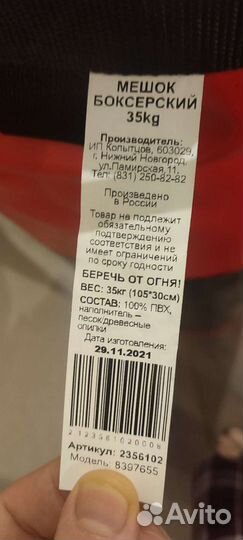 МЕШОК
БОКСЕРСКИЙ
35kg
Производитель:
ИП Копытцов, 603029,
г. Нижний Новгород,
ул.Памирская,11,
Тел: (831) 250-82-82
Произведено
в России
Товар не подлежит
обязательному
подтверждению
соответствия и не
имеет ограничений
по сроку годности
БЕРЕЧЬ ОТ ОГНЯ!
ВЕС: 35кг (105*30см)
СОСТАВ: 100% ПВХ,
наполнитель –
песок/древесные
опилки
Дата изготовления:
29.11.2021
2123561020008
Артикул: 2356102
Модель: 8397655
Avito